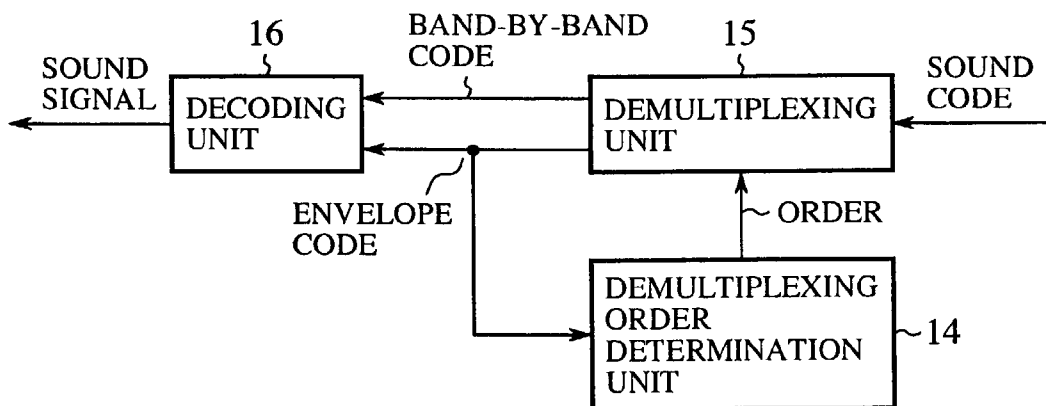 16
BAND-BY-BAND
CODE
15
SOUND
SIGNAL
DECODING
UNIT
DEMULTIPLEXING
UNIT
SOUND
CODE
ENVELOPE
CODE
ORDER
DEMULTIPLEXING
ORDER
DETERMINATION
UNIT
14